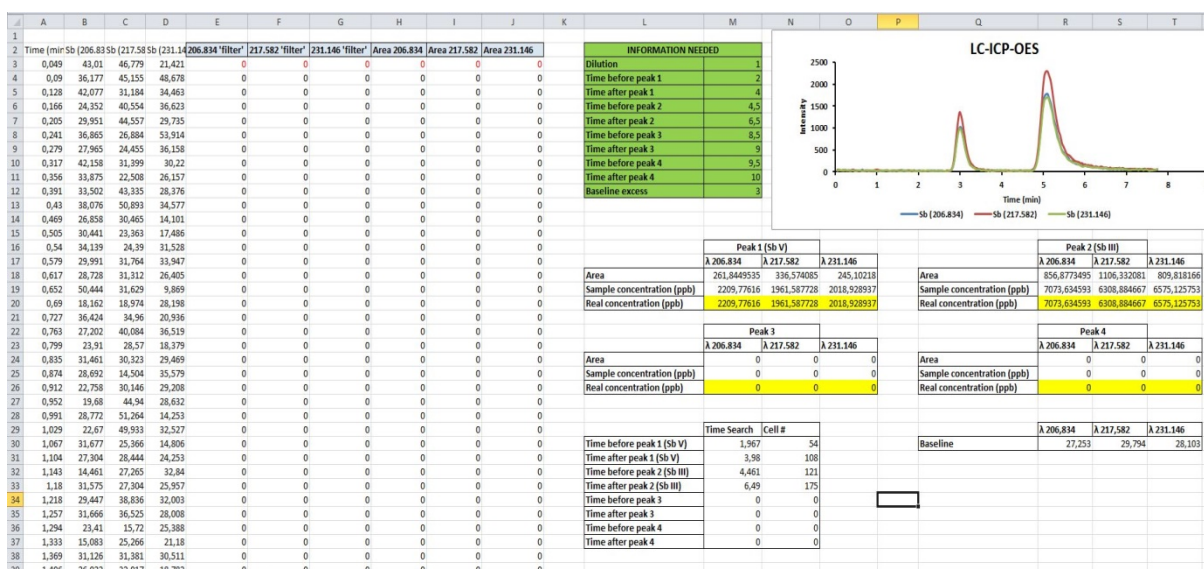 A B C D E F G H I J K L M N O P Q R S T
1
2 Time (min Sb (206.83 Sb (217.58 Sb (231.14 206.834 'filter' 217.582 'filter' 231.146 'filter' Area 206.834 Area 217.582 Area 231.146
3 0,049 43,01 46,779 21,421 0 0 0 0 0 0
4 0,09 36,177 45,155 48,678 0 0 0 0 0 0
5 0,128 42,077 31,184 34,463 0 0 0 0 0 0
6 0,166 24,352 40,554 36,623 0 0 0 0 0 0
7 0,205 29,951 44,557 29,735 0 0 0 0 0 0
8 0,241 36,865 26,884 53,914 0 0 0 0 0 0
9 0,279 27,965 24,455 36,158 0 0 0 0 0 0
10 0,317 42,158 31,399 30,22 0 0 0 0 0 0
11 0,356 33,875 22,508 26,157 0 0 0 0 0 0
12 0,391 33,502 43,335 28,376 0 0 0 0 0 0
13 0,43 38,076 50,893 34,577 0 0 0 0 0 0
14 0,469 26,858 30,465 14,101 0 0 0 0 0 0
15 0,505 30,441 23,363 17,486 0 0 0 0 0 0
16 0,54 34,139 24,39 31,528 0 0 0 0 0 0
17 0,579 29,991 31,764 33,947 0 0 0 0 0 0
18 0,617 28,728 31,312 26,405 0 0 0 0 0 0
19 0,652 50,444 31,629 9,869 0 0 0 0 0 0
20 0,69 18,162 18,974 28,198 0 0 0 0 0 0
21 0,727 36,424 34,96 20,936 0 0 0 0 0 0
22 0,763 27,202 40,084 36,519 0 0 0 0 0 0
23 0,799 23,91 28,57 18,379 0 0 0 0 0 0
24 0,835 31,461 30,323 29,469 0 0 0 0 0 0
25 0,874 28,692 14,504 35,579 0 0 0 0 0 0
26 0,912 22,758 30,146 29,208 0 0 0 0 0 0
27 0,952 19,68 44,94 28,632 0 0 0 0 0 0
28 0,991 28,772 51,264 14,253 0 0 0 0 0 0
29 1,029 22,67 49,933 32,527 0 0 0 0 0 0
30 1,067 31,677 25,366 14,806 0 0 0 0 0 0
31 1,104 27,304 28,444 24,253 0 0 0 0 0 0
32 1,143 14,461 27,265 32,84 0 0 0 0 0 0
33 1,18 31,575 27,304 25,957 0 0 0 0 0 0
34 1,218 29,447 38,836 32,003 0 0 0 0 0 0
35 1,257 31,666 36,525 28,008 0 0 0 0 0 0
36 1,294 23,41 15,72 25,388 0 0 0 0 0 0
37 1,333 15,083 25,266 21,18 0 0 0 0 0 0
38 1,369 31,126 31,381 30,511 0 0 0 0 0 0
INFORMATION NEEDED
Dilution 1
Time before peak 1 2
Time after peak 1 4
Time before peak 2 4,5
Time after peak 2 6,5
Time before peak 3 8,5
Time after peak 3 9
Time before peak 4 9,5
Time after peak 4 10
Baseline excess 3
LC-ICP-OES
Intensity
2500
2000
1500
1000
500
0
0 1 2 3 4 5 6 7 8
Time (min)
Sb (206.834) Sb (217.582) Sb (231.146)
Peak 1 (Sb V)
λ 206.834 λ 217.582 λ 231.146
Area 261,8449535 336,574085 245,10218
Sample concentration (ppb) 2209,77616 1961,587728 2018,928937
Real concentration (ppb) 2209,77616 1961,587728 2018,928937
Peak 2 (Sb III)
λ 206.834 λ 217.582 λ 231.146
Area 856,8773495 1106,332081 809,818166
Sample concentration (ppb) 7073,634593 6308,884667 6575,125753
Real concentration (ppb) 7073,634593 6308,884667 6575,125753
Peak 3
λ 206.834 λ 217.582 λ 231.146
Area 0 0 0
Sample concentration (ppb) 0 0 0
Real concentration (ppb) 0 0 0
Peak 4
λ 206.834 λ 217.582 λ 231.146
Area 0 0 0
Sample concentration (ppb) 0 0 0
Real concentration (ppb) 0 0 0
Time Search Cell #
Time before peak 1 (Sb V) 1,967 54
Time after peak 1 (Sb V) 3,98 108
Time before peak 2 (Sb III) 4,461 121
Time after peak 2 (Sb III) 6,49 175
Time before peak 3 0 0
Time after peak 3 0 0
Time before peak 4 0 0
Time after peak 4 0 0
λ 206,834 λ 217,582 λ 231.146
Baseline 27,253 29,794 28,103